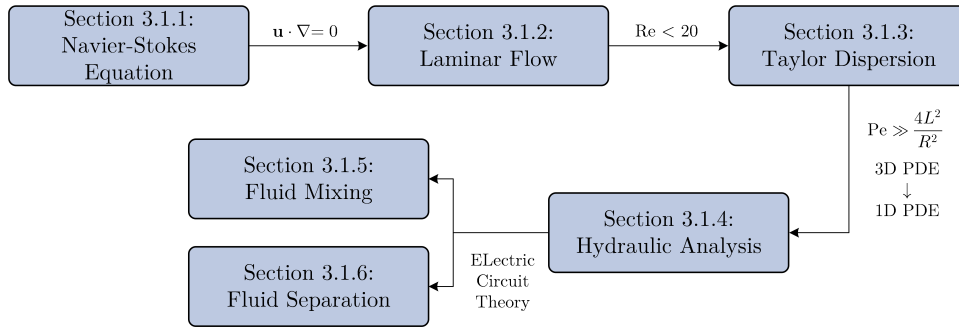 Section 3.1.1:
Navier-Stokes
Equation
u · ∇= 0
Section 3.1.2:
Laminar Flow
Re < 20
Section 3.1.3:
Taylor Dispersion
Pe ≫ 4L²/R²
3D PDE
↓
1D PDE
Section 3.1.4:
Hydraulic Analysis
ELectric
Circuit
Theory
Section 3.1.5:
Fluid Mixing
Section 3.1.6:
Fluid Separation